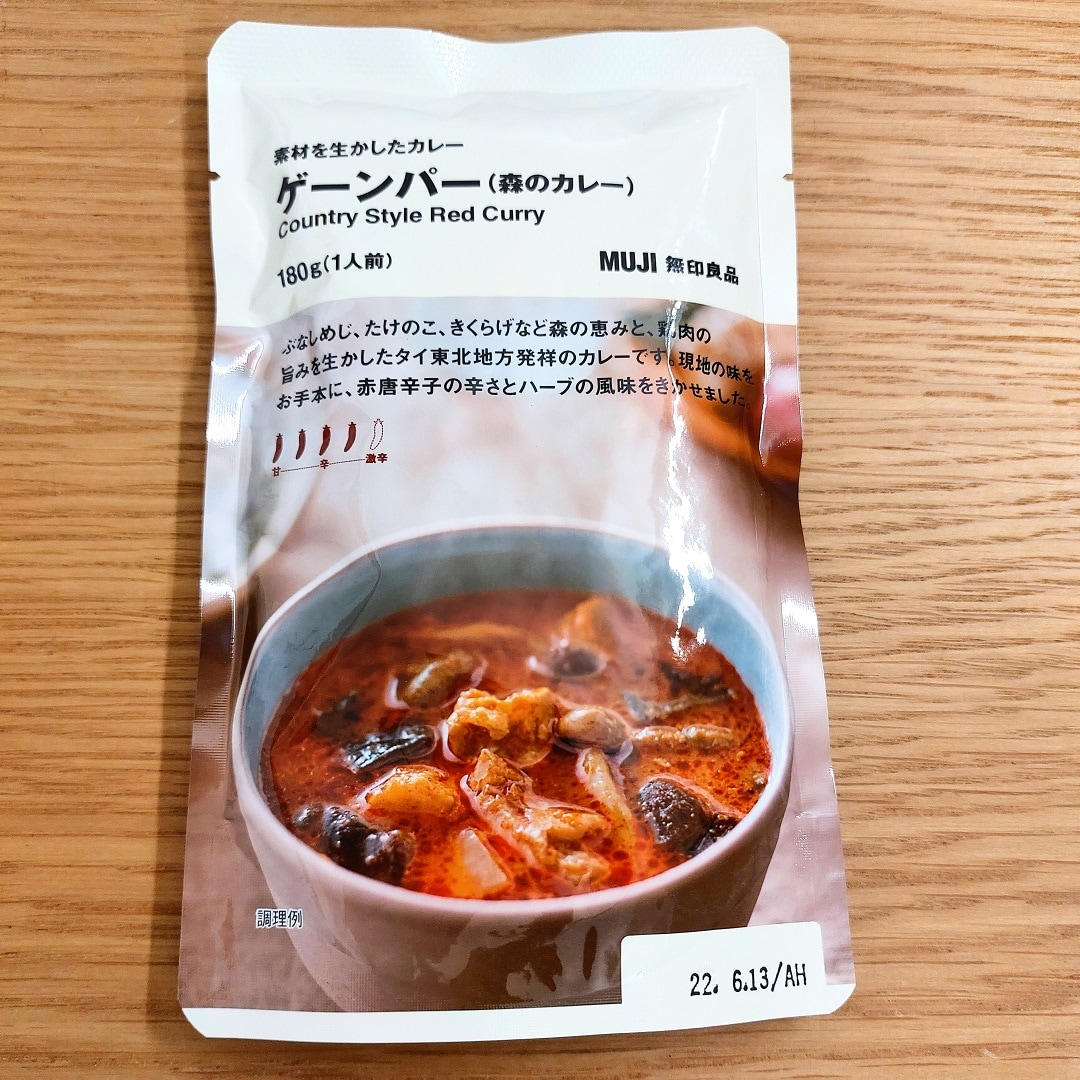 素材を生かしたカレー
ゲーンパー(森のカレー)
Country Style Red Curry
180g(1人前)
MUJI 無印良品
ぶなしめじ、たけのこ、きくらげなど森の恵みと、鶏肉の
旨みを生かしたタイ東北地方発祥のカレーです。現地の味を
お手本に、赤唐辛子の辛さとハーブの風味をきかせました。
甘 辛 激辛
調理例
22. 6.13/AH